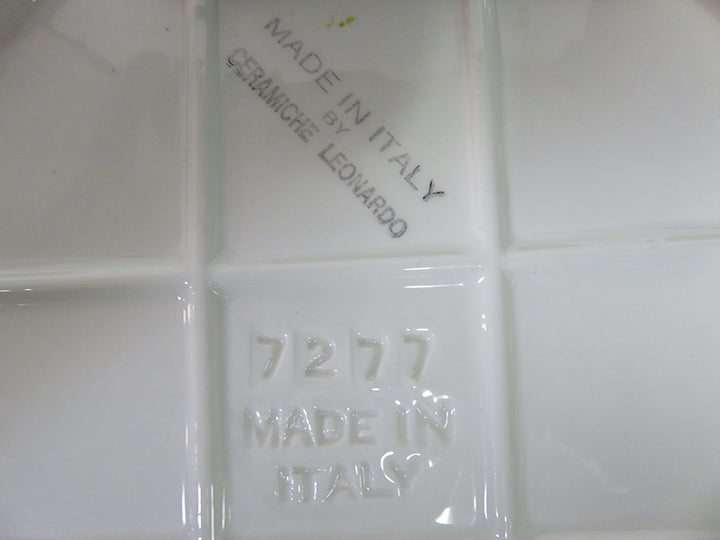 MADE IN ITALY
BY
CERAMICHE LEONARDO
7277
MADE IN
ITALY